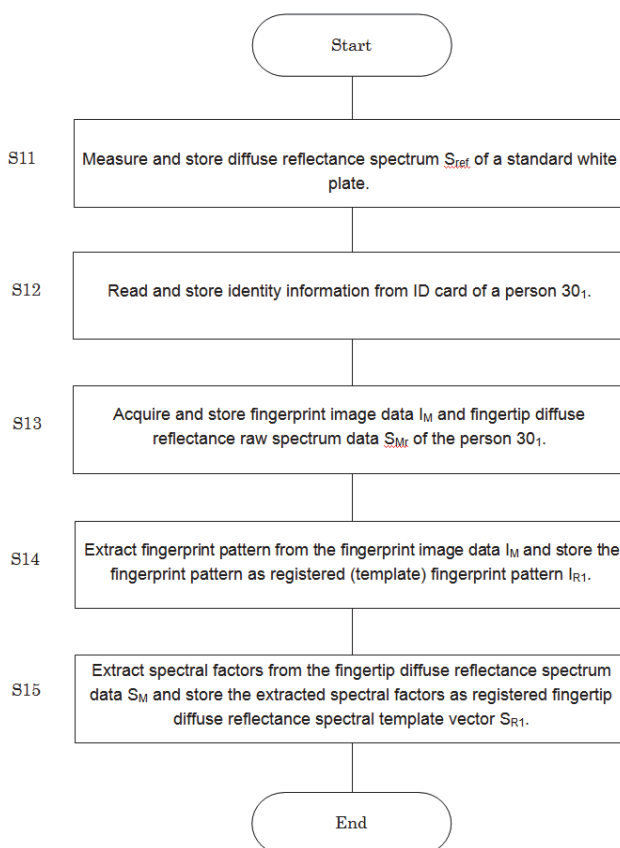 Start
S11
Measure and store diffuse reflectance spectrum Sref of a standard white
plate.
S12
Read and store identity information from ID card of a person 301.
S13
Acquire and store fingerprint image data IM and fingertip diffuse
reflectance raw spectrum data SMr of the person 301.
S14
Extract fingerprint pattern from the fingerprint image data IM and store the
fingerprint pattern as registered (template) fingerprint pattern IR1.
S15
Extract spectral factors from the fingertip diffuse reflectance spectrum
data SM and store the extracted spectral factors as registered fingertip
diffuse reflectance spectral template vector SR1.
End